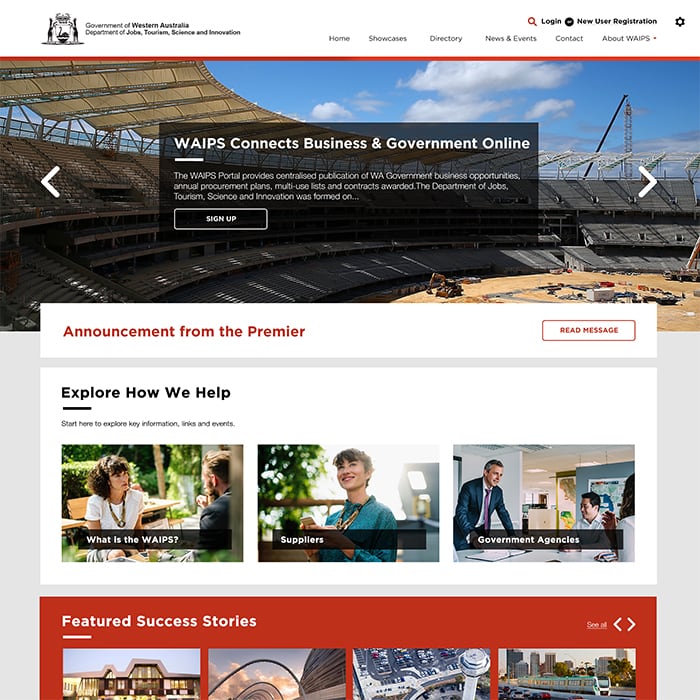 Government of Western Australia
Department of Jobs, Tourism, Science and Innovation
Login
New User Registration
Home
Showcases
Directory
News & Events
Contact
About WAIPS
WAIPS Connects Business & Government Online
The WAIPS Portal provides centralised publication of WA Government business opportunities,
annual procurement plans, multi-use lists and contracts awarded.The Department of Jobs,
Tourism, Science and Innovation was formed on...
SIGN UP
Announcement from the Premier
READ MESSAGE
Explore How We Help
Start here to explore key information, links and events.
What is the WAIPS?
Suppliers
Government Agencies
Featured Success Stories
See all